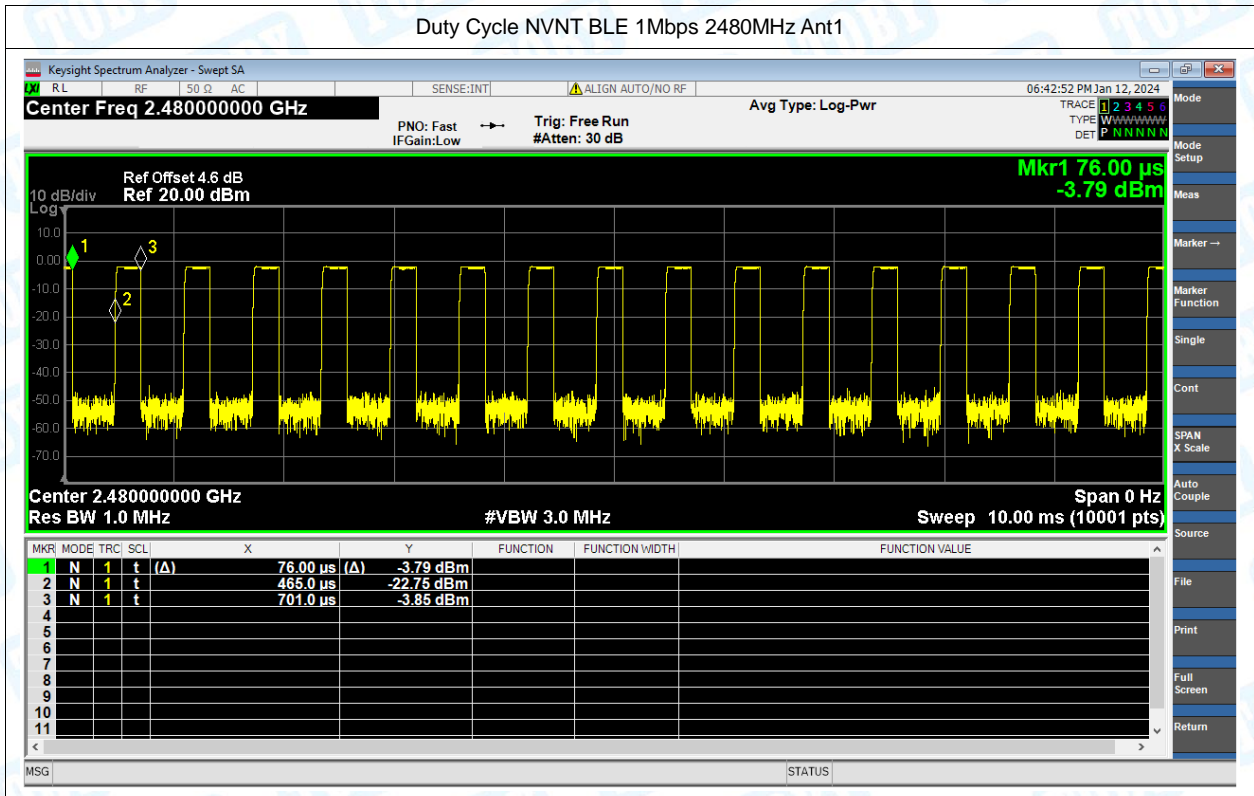 Duty Cycle NVNT BLE 1Mbps 2480MHz Ant1
Keysight Spectrum Analyzer - Swept SA
LXI RL RF 50 Ω AC SENSE:INT ALIGN AUTO/NO RF 06:42:52 PM Jan 12, 2024
Center Freq 2.480000000 GHz
PNO: Fast
IFGain:Low
Trig: Free Run
#Atten: 30 dB
Avg Type: Log-Pwr
TRACE 1 2 3 4 5 6
TYPE WWWWWW
DET P N N N N N
Ref Offset 4.6 dB
10 dB/div Ref 20.00 dBm
Log
Mkr1 76.00 µs
-3.79 dBm
10.0
0.00
-10.0
-20.0
-30.0
-40.0
-50.0
-60.0
-70.0
1
2
3
Center 2.480000000 GHz Span 0 Hz
Res BW 1.0 MHz #VBW 3.0 MHz Sweep 10.00 ms (10001 pts)
MKR MODE TRC SCL X Y FUNCTION FUNCTION WIDTH FUNCTION VALUE
1 N 1 t (Δ) 76.00 µs (Δ) -3.79 dBm
2 N 1 t 465.0 µs -22.75 dBm
3 N 1 t 701.0 µs -3.85 dBm
4
5
6
7
8
9
10
11
MSG STATUS
Mode
Mode
Setup
Meas
Marker →
Marker
Function
Single
Cont
SPAN
X Scale
Auto
Couple
Source
File
Print
Full
Screen
Return
TOBY